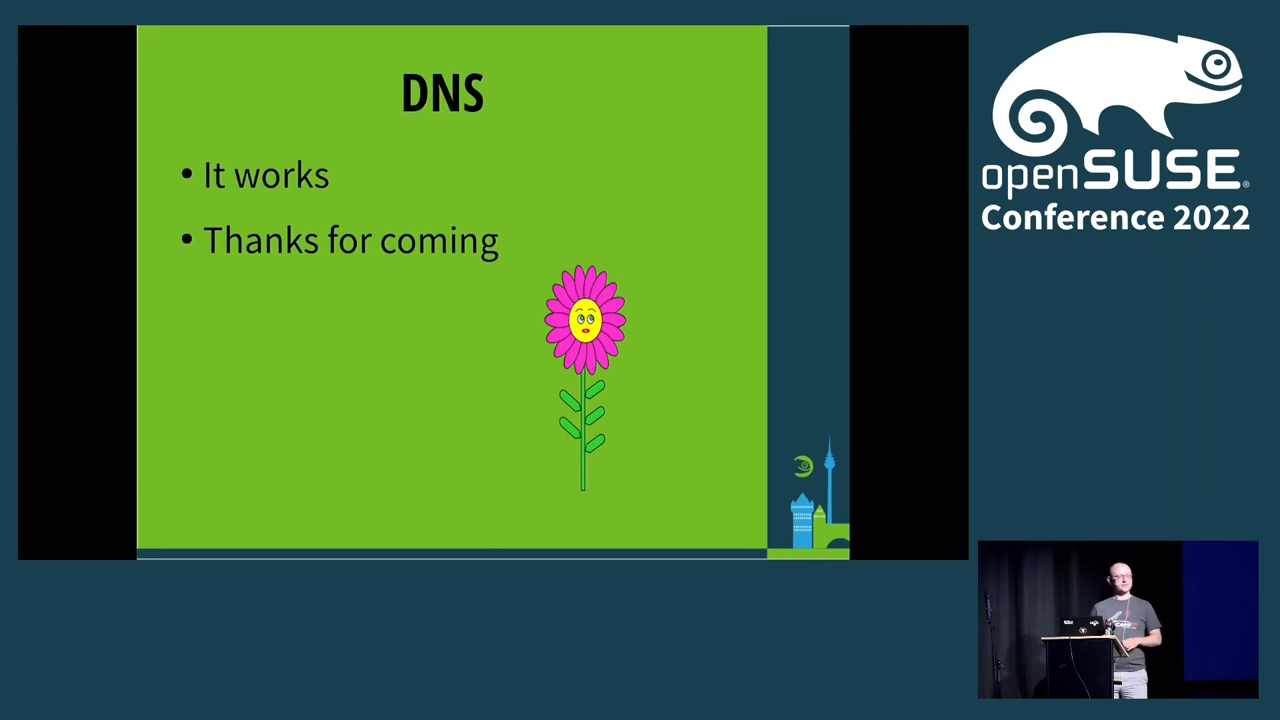 DNS
• It works
• Thanks for coming
openSUSE®
Conference 2022